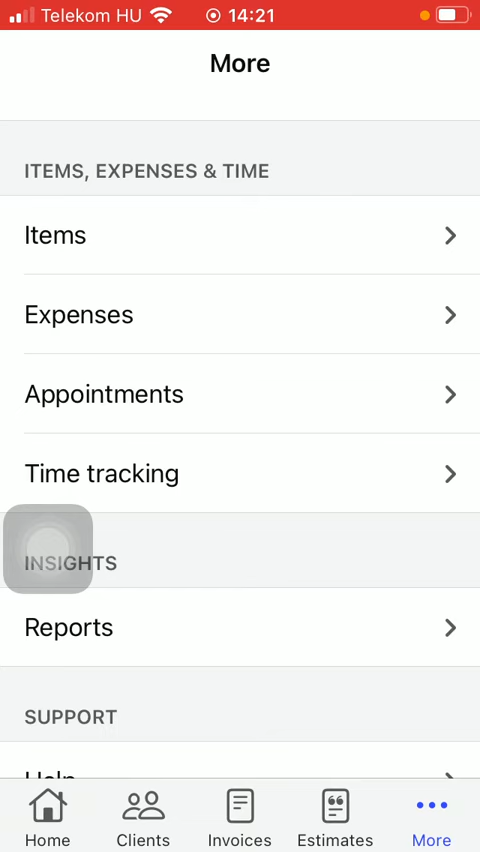 Telekom HU 14:21
More
ITEMS, EXPENSES & TIME
Items
Expenses
Appointments
Time tracking
INSIGHTS
Reports
SUPPORT
Help
Home Clients Invoices Estimates More